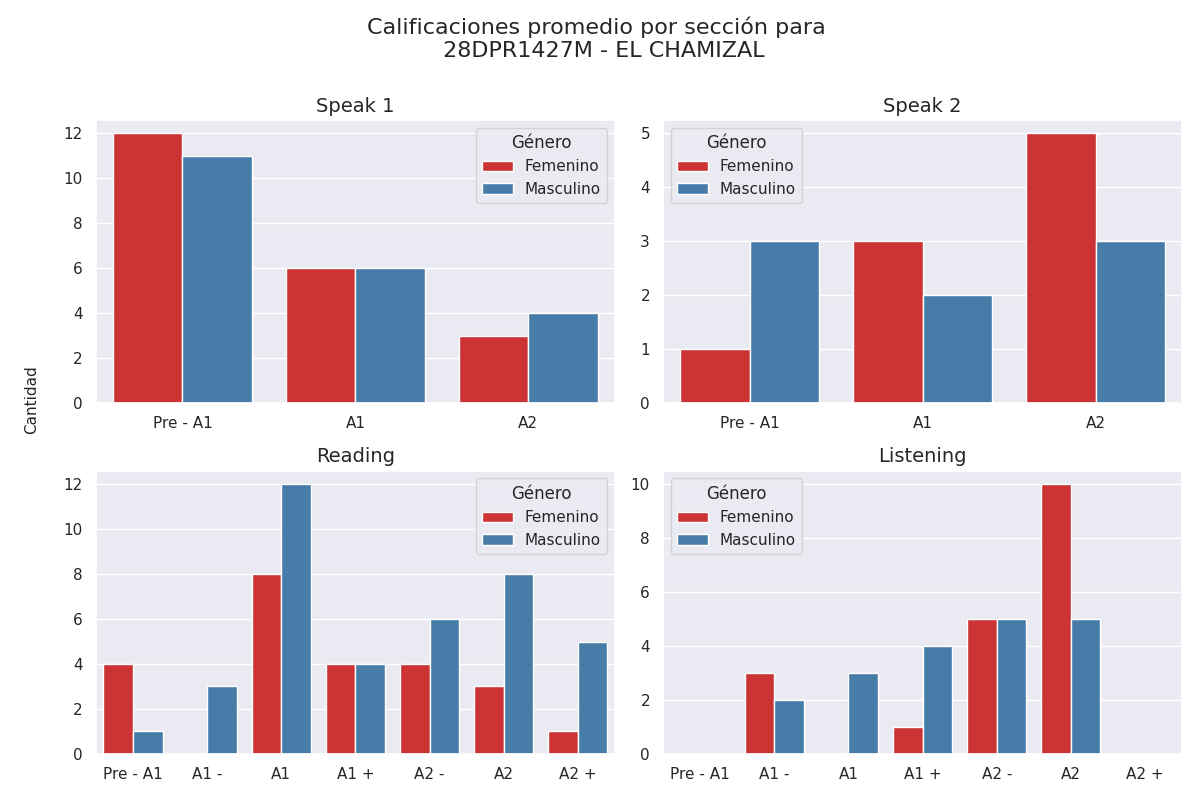 Calificaciones promedio por sección para
28DPR1427M - EL CHAMIZAL
Cantidad
Speak 1
12
10
8
6
4
2
0
Género
Femenino
Masculino
Pre - A1 A1 A2
Speak 2
5
4
3
2
1
0
Género
Femenino
Masculino
Pre - A1 A1 A2
Reading
12
10
8
6
4
2
0
Género
Femenino
Masculino
Pre - A1 A1 - A1 A1 + A2 - A2 A2 +
Listening
10
8
6
4
2
0
Género
Femenino
Masculino
Pre - A1 A1 - A1 A1 + A2 - A2 A2 +